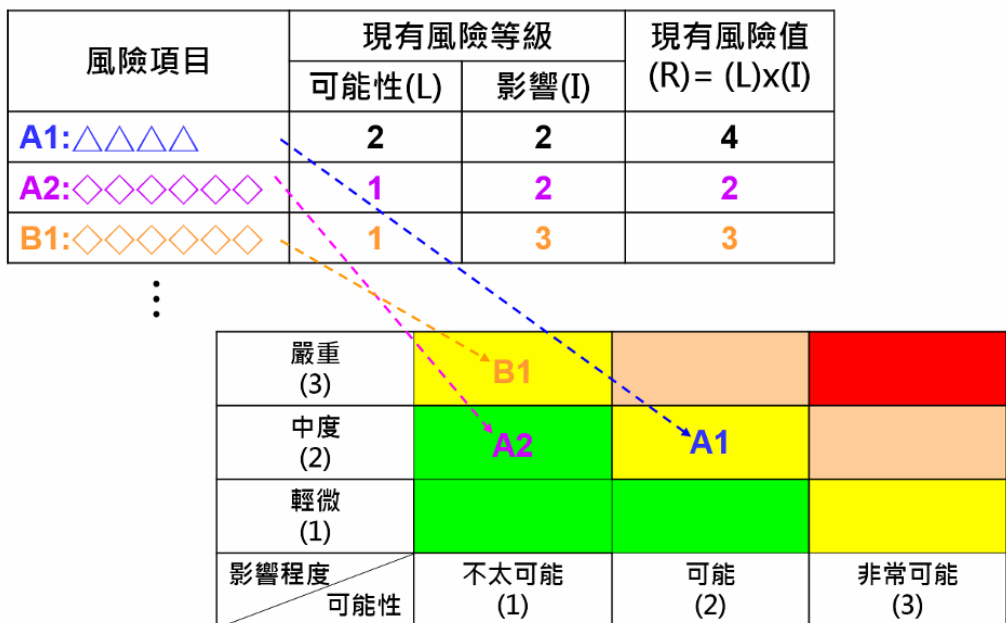 風險項目
現有風險等級
現有風險值
(R)= (L)x(I)
可能性(L)
影響(I)
A1:△△△△
2
2
4
A2:◇◇◇◇◇◇
1
2
2
B1:◇◇◇◇◇◇
1
3
3
⋮
嚴重
(3)
B1
中度
(2)
A2
A1
輕微
(1)
影響程度
可能性
不太可能
(1)
可能
(2)
非常可能
(3)